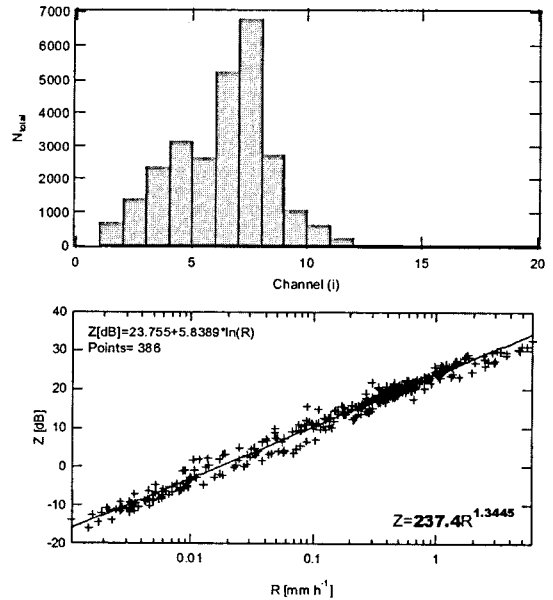 7000
6000
5000
4000
3000
2000
1000
0
N_total
0 5 10 15 20
Channel (i)
40
30
20
10
0
-10
-20
Z [dB]
Z[dB]=23.755+5.8389*ln(R)
Points= 386
Z=237.4R^1.3445
0.01 0.1 1
R [mm h^-1]